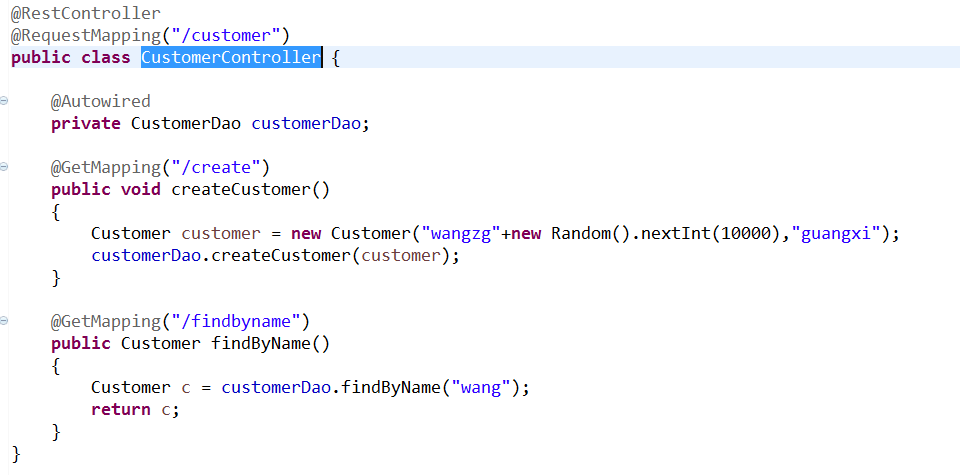 @RestController
@RequestMapping("/customer")
public class CustomerController {
@Autowired
private CustomerDao customerDao;
@GetMapping("/create")
public void createCustomer()
{
Customer customer = new Customer("wangzg"+new Random().nextInt(10000),"guangxi");
customerDao.createCustomer(customer);
}
@GetMapping("/findbyname")
public Customer findByName()
{
Customer c = customerDao.findByName("wang");
return c;
}
}